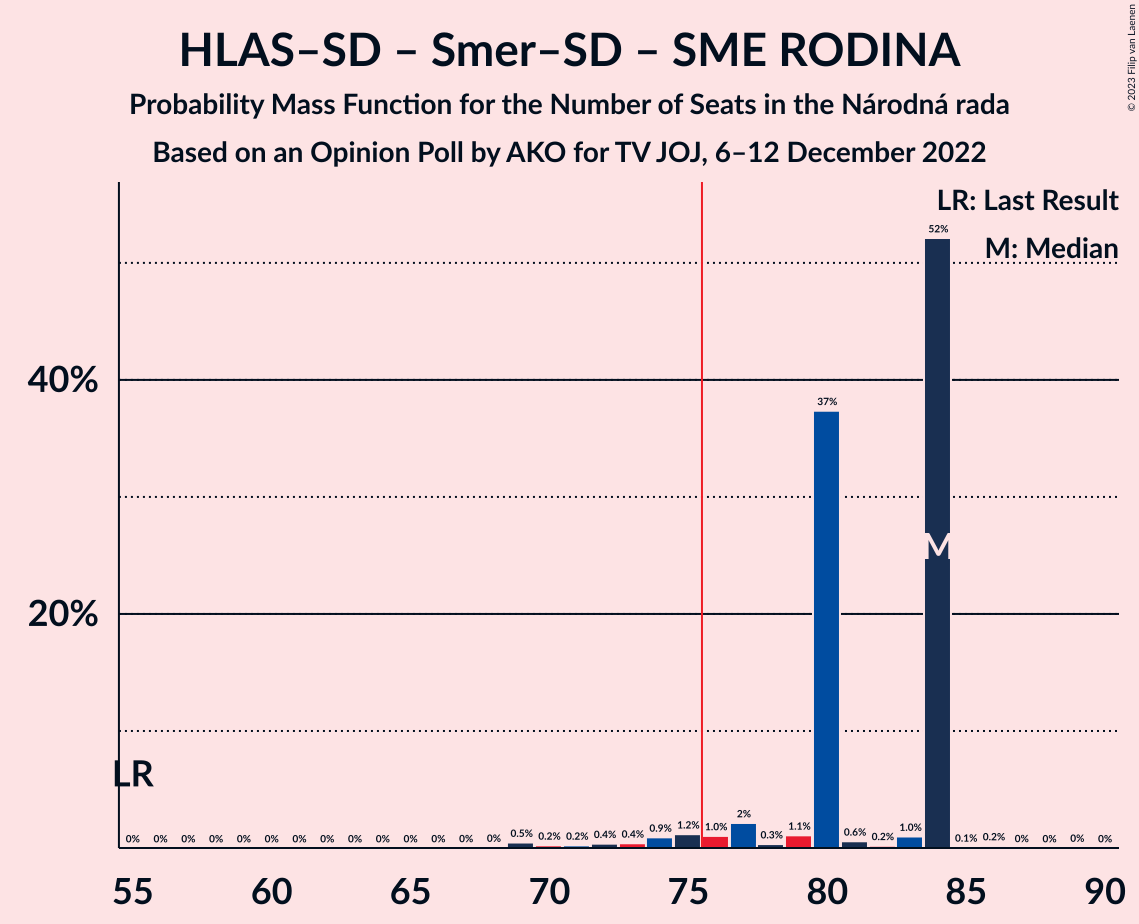 HLAS–SD – Smer–SD – SME RODINA
Probability Mass Function for the Number of Seats in the Národná rada
Based on an Opinion Poll by AKO for TV JOJ, 6–12 December 2022
© 2023 Filip van Laenen
LR: Last Result
M: Median
52%
40%
37%
M
20%
LR
0% 0% 0% 0% 0% 0% 0% 0% 0% 0% 0% 0% 0% 0% 0.5% 0.2% 0.2% 0.4% 0.4% 0.9% 1.2% 1.0% 2% 0.3% 1.1% 0.6% 0.2% 1.0% 0.1% 0.2% 0% 0% 0% 0%
55 60 65 70 75 80 85 90